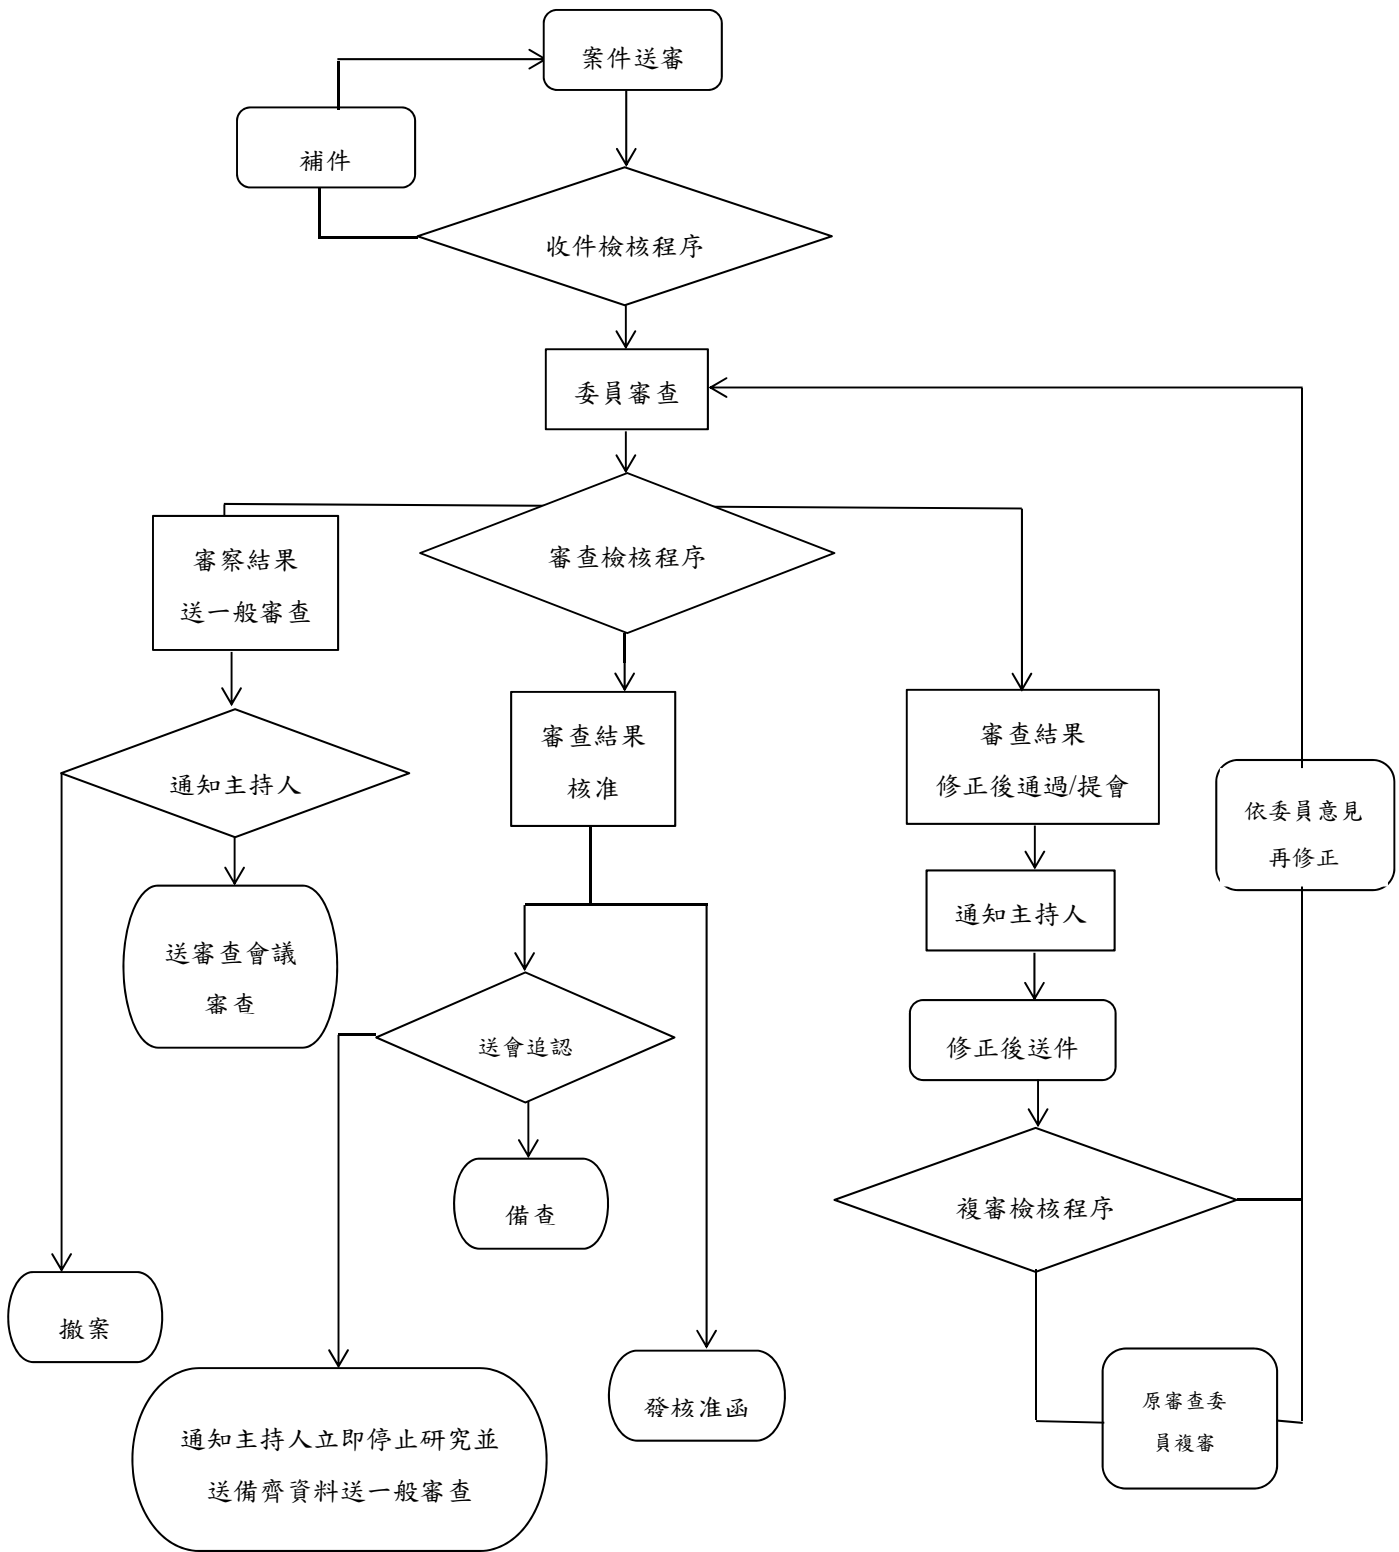 案件送審
補件
收件檢核程序
委員審查
審察結果
送一般審查
審查檢核程序
審查結果
核准
審查結果
修正後通過/提會
通知主持人
依委員意見
再修正
通知主持人
送審查會議
審查
送會追認
修正後送件
備查
複審檢核程序
撤案
發核准函
原審查委
員複審
通知主持人立即停止研究並
送備齊資料送一般審查